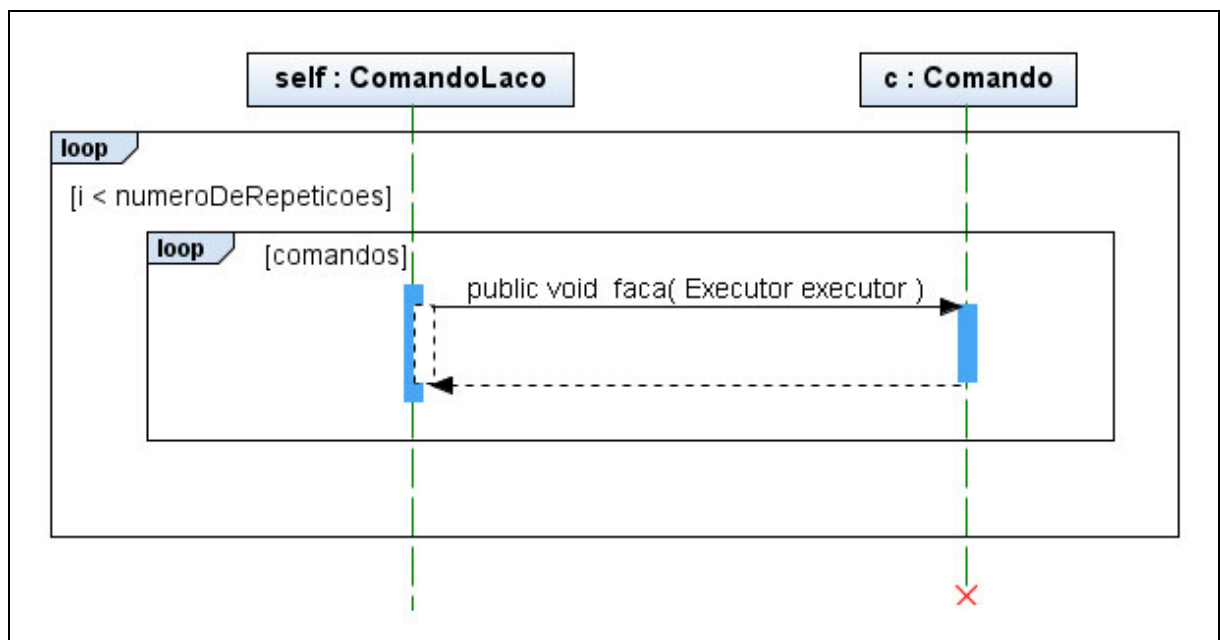 self : ComandoLaco
c : Comando
loop
[i < numeroDeRepeticoes]
loop
[comandos]
public void faca( Executor executor )